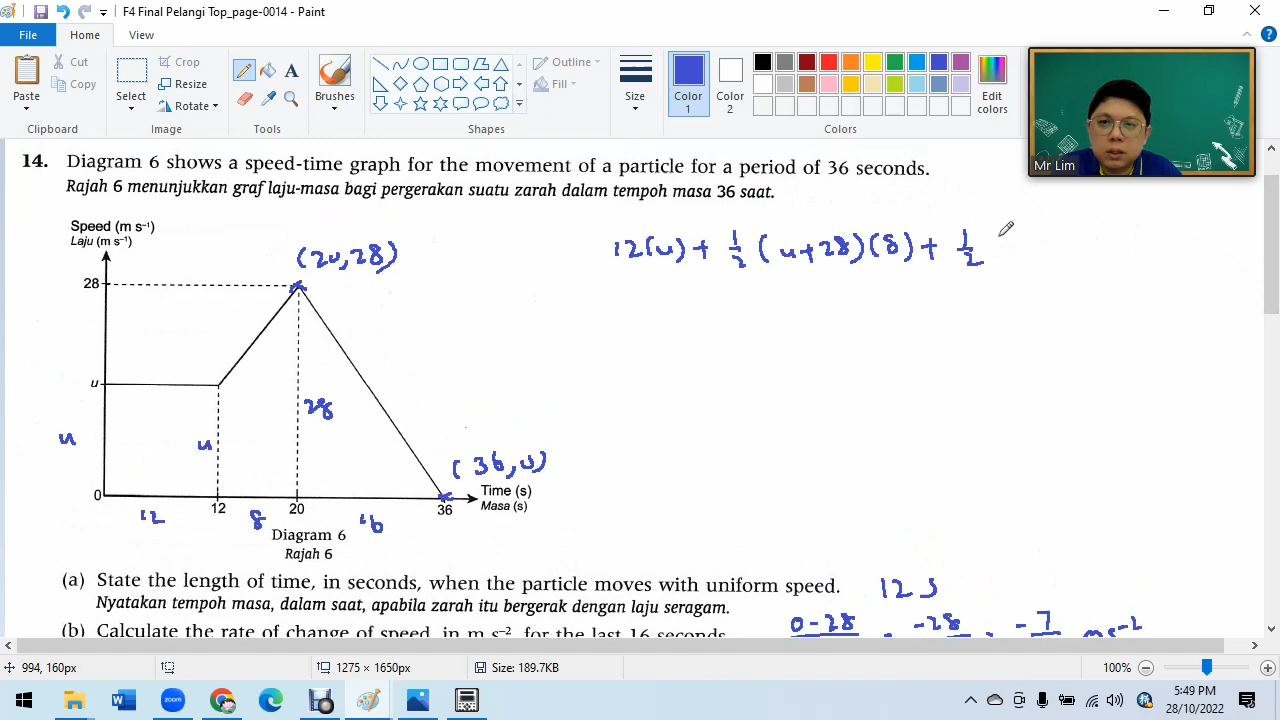 F4 Final Pelangi Top_page-0014 - Paint
File Home View
Paste Cut Copy Clipboard
Select Crop Resize Rotate Image
Tools
Brushes
Outline Fill Shapes
Size
Color 1 Color 2 Edit colors Colors
Mr Lim
14. Diagram 6 shows a speed-time graph for the movement of a particle for a period of 36 seconds.
Rajah 6 menunjukkan graf laju-masa bagi pergerakan suatu zarah dalam tempoh masa 36 saat.
Speed (m s⁻¹)
Laju (m s⁻¹)
(20, 28)
12(u) + 1/2 (u+28)(8) + 1/2
28
u
28
u u
(36, 0)
0 12 20 36
Time (s)
Masa (s)
12 8 16
Diagram 6
Rajah 6
(a) State the length of time, in seconds, when the particle moves with uniform speed. 12 s
Nyatakan tempoh masa, dalam saat, apabila zarah itu bergerak dengan laju seragam.
(b) Calculate the rate of change of speed, in m s⁻², for the last 16 seconds.
0-28 = -28 = -7 ms-2
994, 160px
1275 × 1650px
Size: 189.7KB
100%
zoom
5:49 PM
28/10/2022